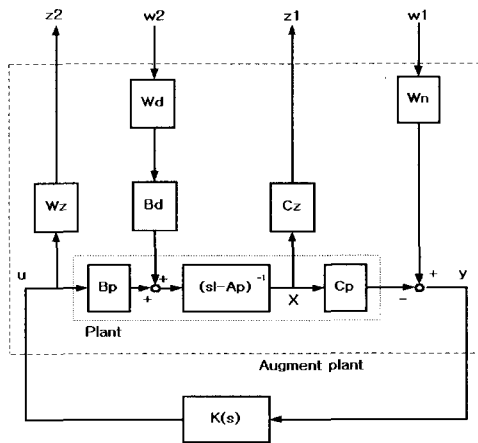 z2 w2 z1 w1
Wd
Wn
Wz
Bd
Cz
u
Bp
+
+
(sI-Ap)
-1
X
Cp
-
+
y
Plant
Augment plant
K(s)